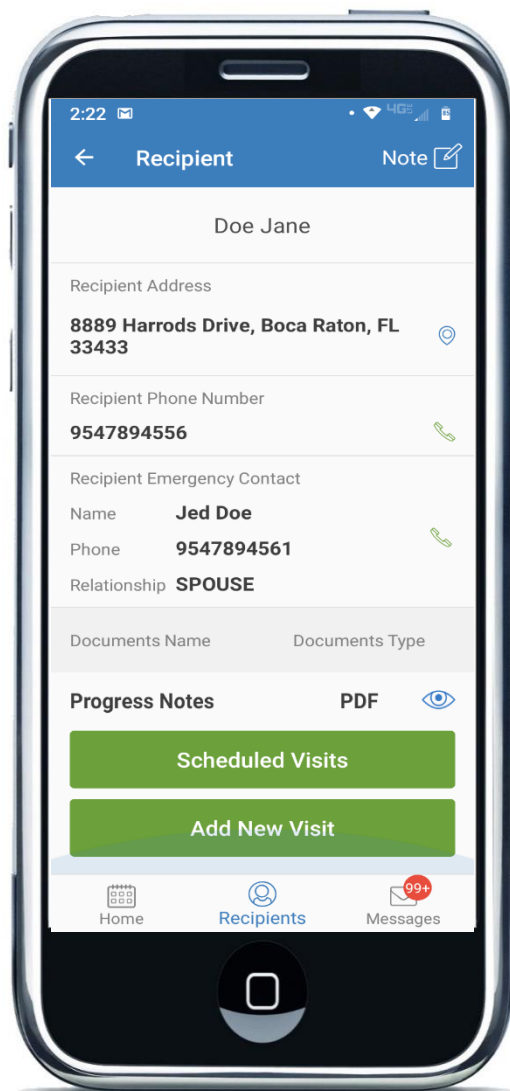 2:22 4G
Recipient Note
Doe Jane
Recipient Address
8889 Harrods Drive, Boca Raton, FL
33433
Recipient Phone Number
9547894556
Recipient Emergency Contact
Name Jed Doe
Phone 9547894561
Relationship SPOUSE
Documents Name Documents Type
Progress Notes PDF
Scheduled Visits
Add New Visit
99+
Home Recipients Messages